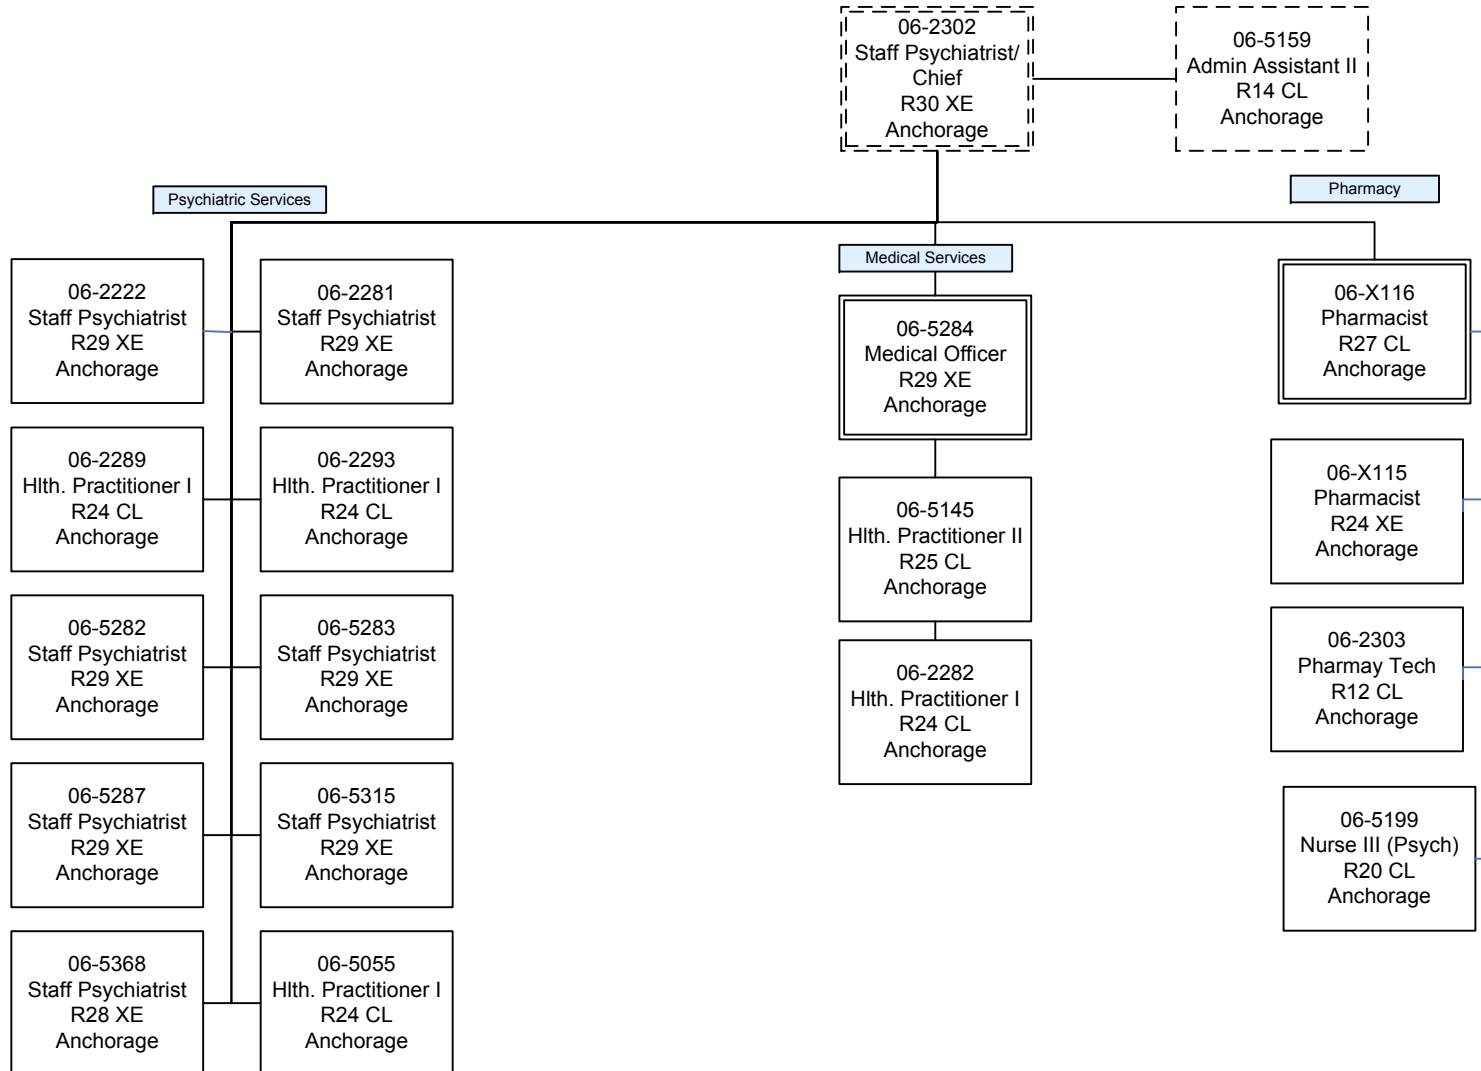 06-2302
Staff Psychiatrist/
Chief
R30 XE
Anchorage
06-5159
Admin Assistant II
R14 CL
Anchorage
Psychiatric Services
Pharmacy
Medical Services
06-2222
Staff Psychiatrist
R29 XE
Anchorage
06-2281
Staff Psychiatrist
R29 XE
Anchorage
06-5284
Medical Officer
R29 XE
Anchorage
06-X116
Pharmacist
R27 CL
Anchorage
06-2289
Hlth. Practitioner I
R24 CL
Anchorage
06-2293
Hlth. Practitioner I
R24 CL
Anchorage
06-5145
Hlth. Practitioner II
R25 CL
Anchorage
06-X115
Pharmacist
R24 XE
Anchorage
06-5282
Staff Psychiatrist
R29 XE
Anchorage
06-5283
Staff Psychiatrist
R29 XE
Anchorage
06-2282
Hlth. Practitioner I
R24 CL
Anchorage
06-2303
Pharmay Tech
R12 CL
Anchorage
06-5287
Staff Psychiatrist
R29 XE
Anchorage
06-5315
Staff Psychiatrist
R29 XE
Anchorage
06-5199
Nurse III (Psych)
R20 CL
Anchorage
06-5368
Staff Psychiatrist
R28 XE
Anchorage
06-5055
Hlth. Practitioner I
R24 CL
Anchorage